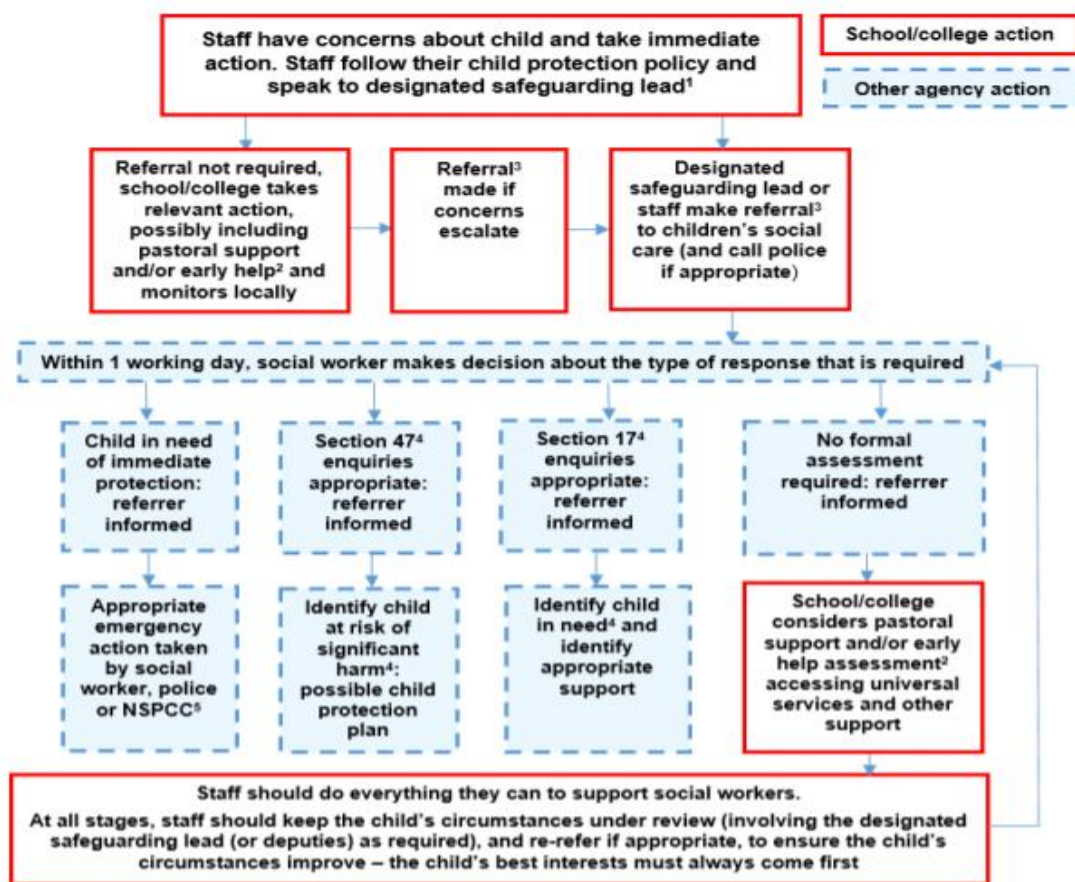 Staff have concerns about child and take immediate
action. Staff follow their child protection policy and
speak to designated safeguarding lead¹
School/college action
Other agency action
Referral not required,
school/college takes
relevant action,
possibly including
pastoral support
and/or early help² and
monitors locally
Referral³
made if
concerns
escalate
Designated
safeguarding lead or
staff make referral³
to children's social
care (and call police
if appropriate)
Within 1 working day, social worker makes decision about the type of response that is required
Child in need
of immediate
protection:
referrer
informed
Section 47⁴
enquiries
appropriate:
referrer
informed
Section 17⁴
enquiries
appropriate:
referrer
informed
No formal
assessment
required: referrer
informed
Appropriate
emergency
action taken
by social
worker, police
or NSPCC⁵
Identify child
at risk of
significant
harm⁴:
possible child
protection
plan
Identify child
in need⁴ and
identify
appropriate
support
School/college
considers pastoral
support and/or early
help assessment²
accessing universal
services and other
support
Staff should do everything they can to support social workers.
At all stages, staff should keep the child's circumstances under review (involving the designated
safeguarding lead (or deputies) as required), and re-refer if appropriate, to ensure the child's
circumstances improve – the child's best interests must always come first